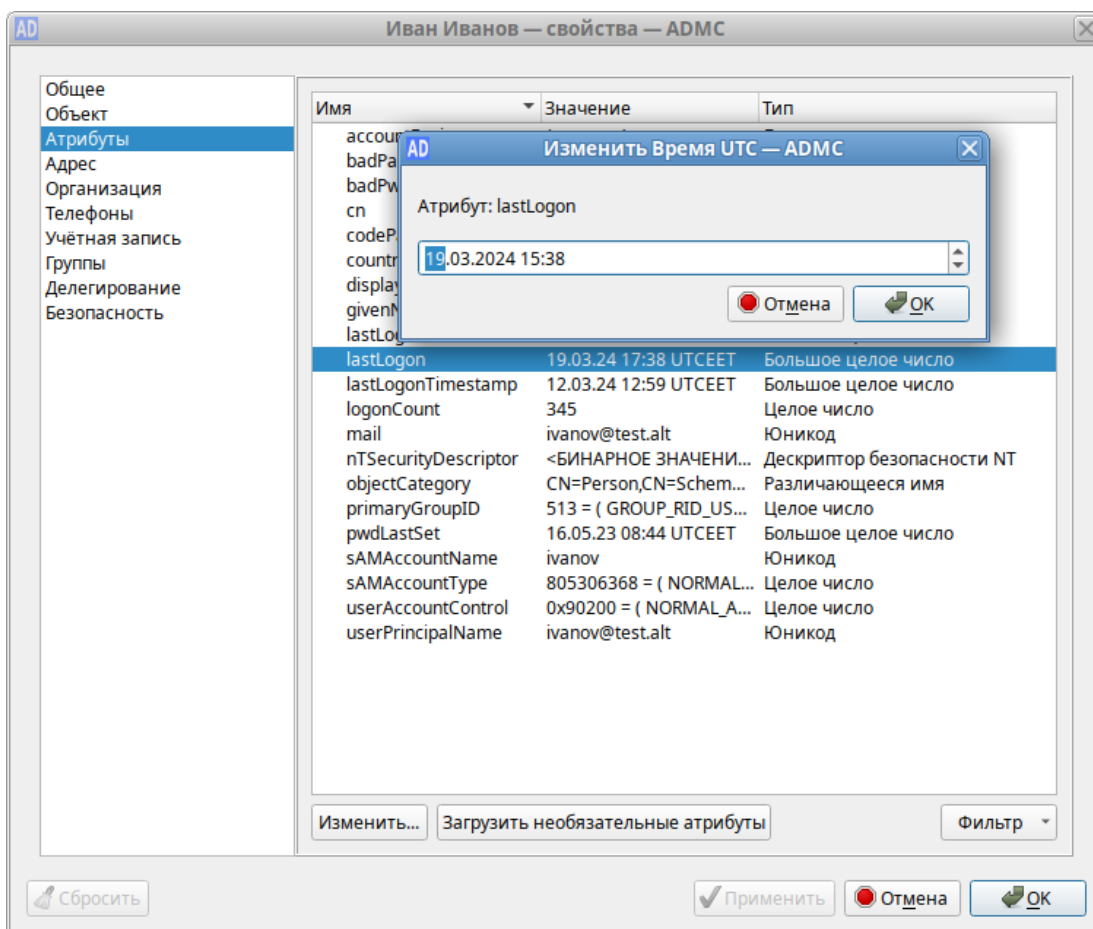 AD Иван Иванов — свойства — ADMC
Общее
Объект
Атрибуты
Адрес
Организация
Телефоны
Учётная запись
Группы
Делегирование
Безопасность
Имя Значение Тип
AD Изменить Время UTC — ADMC
Атрибут: lastLogon
19.03.2024 15:38
Отмена OK
cn
lastLogon 19.03.24 17:38 UTCEET Большое целое число
lastLogonTimestamp 12.03.24 12:59 UTCEET Большое целое число
logonCount 345 Целое число
mail ivanov@test.alt Юникод
nTSecurityDescriptor <БИНАРНОЕ ЗНАЧЕНИ... Дескриптор безопасности NT
objectCategory CN=Person,CN=Schem... Различающееся имя
primaryGroupID 513 = ( GROUP_RID_US... Целое число
pwdLastSet 16.05.23 08:44 UTCEET Большое целое число
sAMAccountName ivanov Юникод
sAMAccountType 805306368 = ( NORMAL... Целое число
userAccountControl 0x90200 = ( NORMAL_A... Целое число
userPrincipalName ivanov@test.alt Юникод
Изменить... Загрузить необязательные атрибуты Фильтр
Сбросить Применить Отмена OK